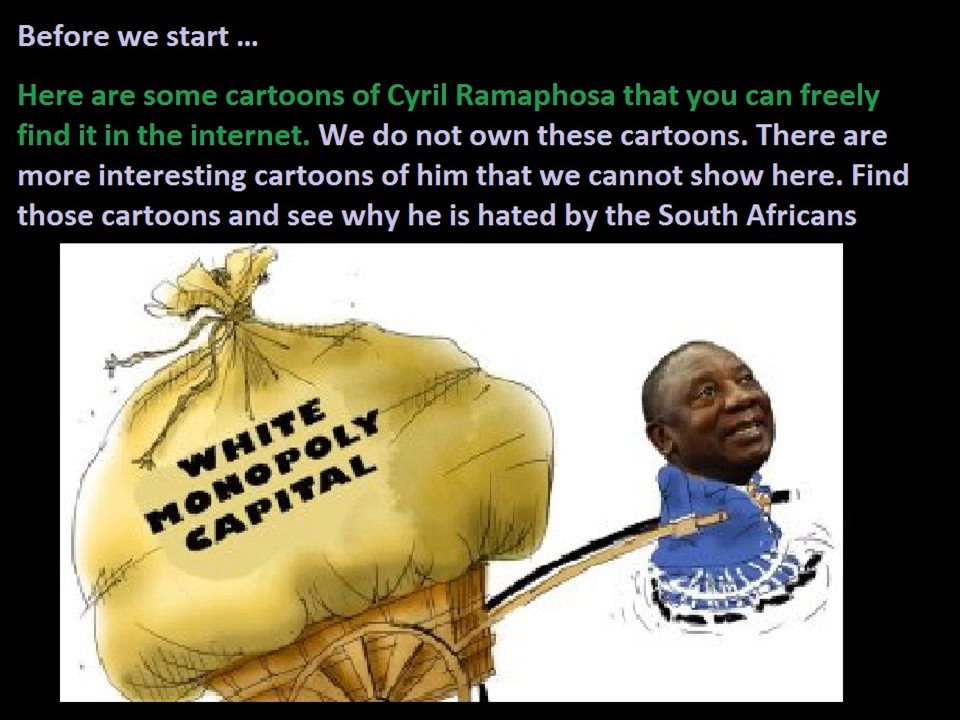 Before we start ...
Here are some cartoons of Cyril Ramaphosa that you can freely
find it in the internet. We do not own these cartoons. There are
more interesting cartoons of him that we cannot show here. Find
those cartoons and see why he is hated by the South Africans
WHITE
MONOPOLY
CAPITAL